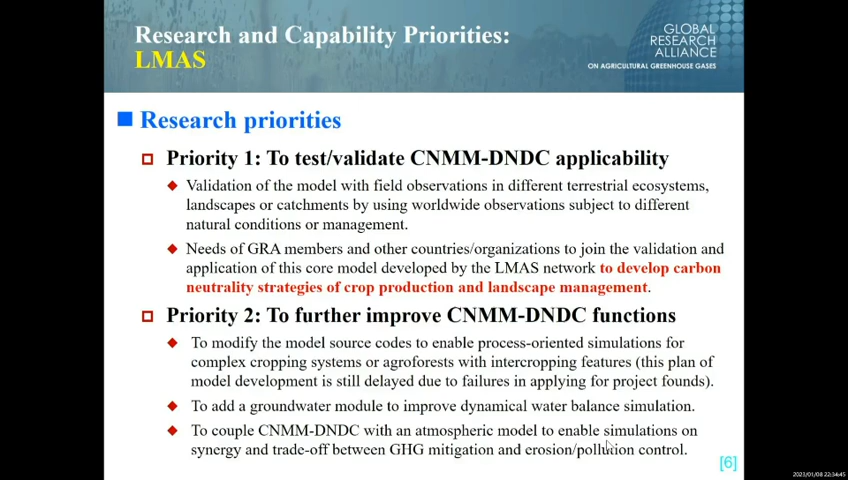 Research and Capability Priorities:
LMAS
GLOBAL
RESEARCH
ALLIANCE
ON AGRICULTURAL GREENHOUSE GASES
Research priorities
Priority 1: To test/validate CNMM-DNDC applicability
Validation of the model with field observations in different terrestrial ecosystems,
landscapes or catchments by using worldwide observations subject to different
natural conditions or management.
Needs of GRA members and other countries/organizations to join the validation and
application of this core model developed by the LMAS network to develop carbon
neutrality strategies of crop production and landscape management.
Priority 2: To further improve CNMM-DNDC functions
To modify the model source codes to enable process-oriented simulations for
complex cropping systems or agroforests with intercropping features (this plan of
model development is still delayed due to failures in applying for project founds).
To add a groundwater module to improve dynamical water balance simulation.
To couple CNMM-DNDC with an atmospheric model to enable simulations on
synergy and trade-off between GHG mitigation and erosion/pollution control.
[6]
2023/01/08 22:34:45